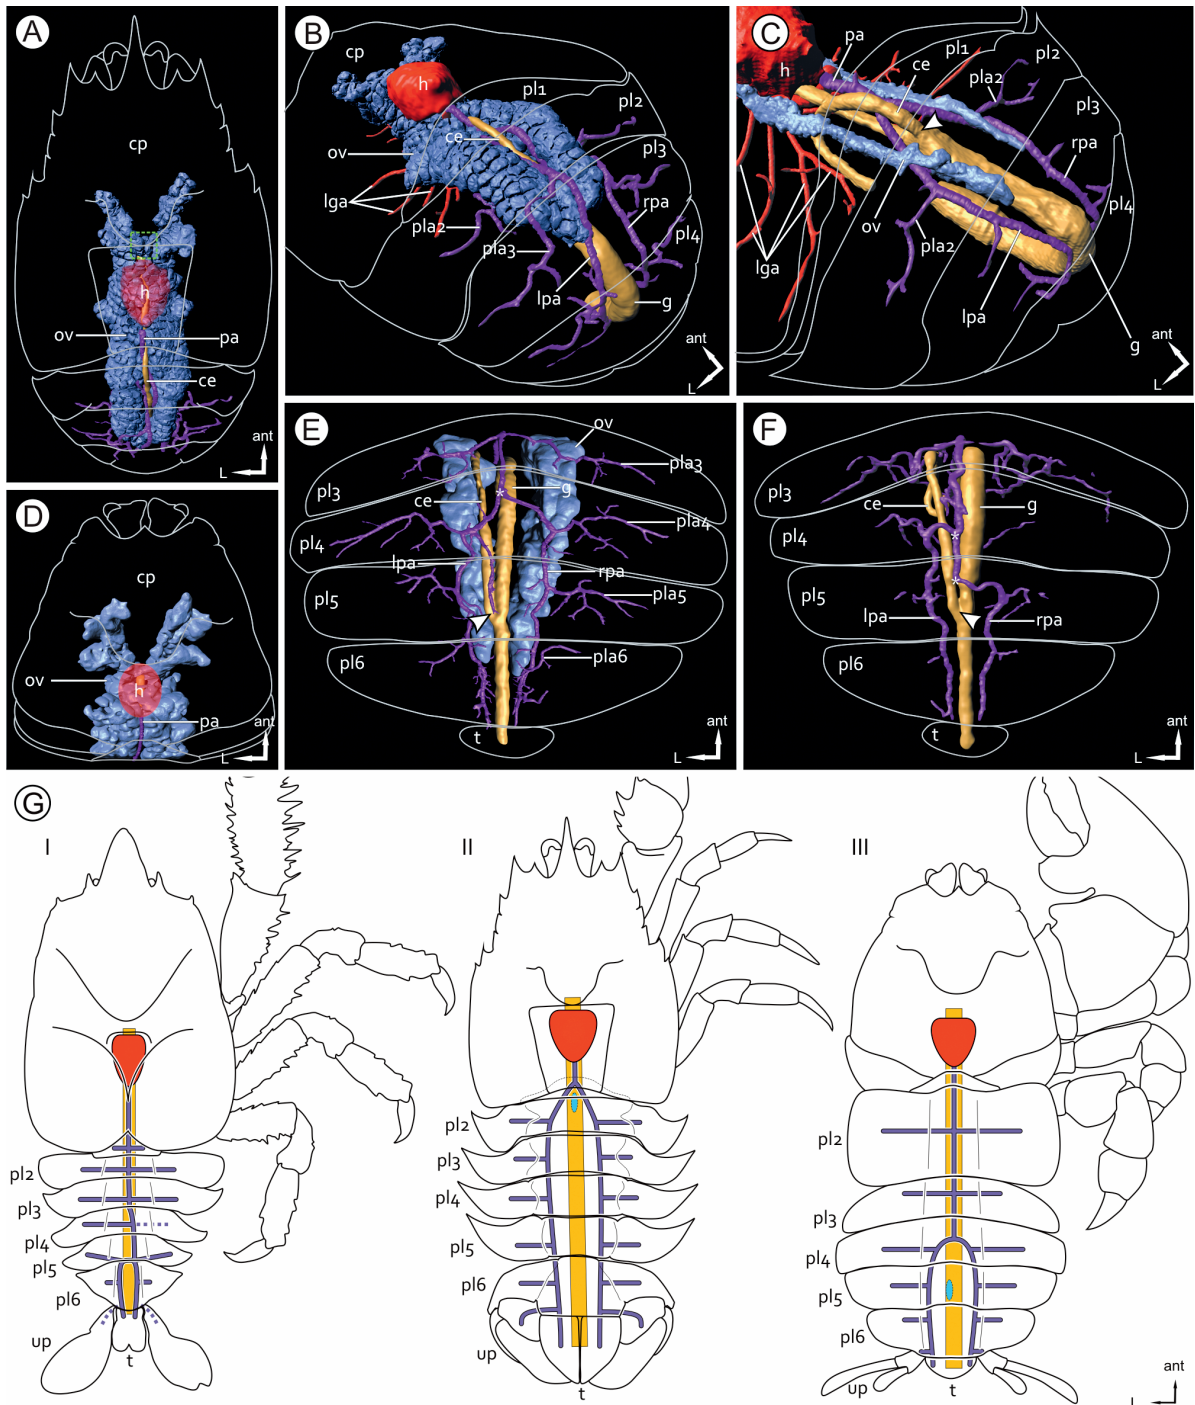 A
cp
h
ov
pa
ce
ant
L
B
cp
h
pl1
pl2
ce
pl3
ov
lga
rpa
pla2
pl4
pla3
lpa
g
ant
L
C
pa
pl1
pl2
ce
h
pla2
pl3
rpa
pl4
ov
pla2
lga
lpa
g
ant
L
D
cp
ov
h
pa
ant
L
E
ov
pla3
pl3
g
ce
*
pla4
pl4
lpa
rpa
pl5
pla5
pl6
pla6
t
ant
L
F
pl3
ce
g
pl4
*
*
pl5
lpa
rpa
pl6
t
ant
L
G
I
II
III
pl2
pl3
pl4
pl5
pl6
up
t
pl2
pl3
pl4
pl5
pl6
up
t
pl2
pl3
pl4
pl5
pl6
up
t
ant
L